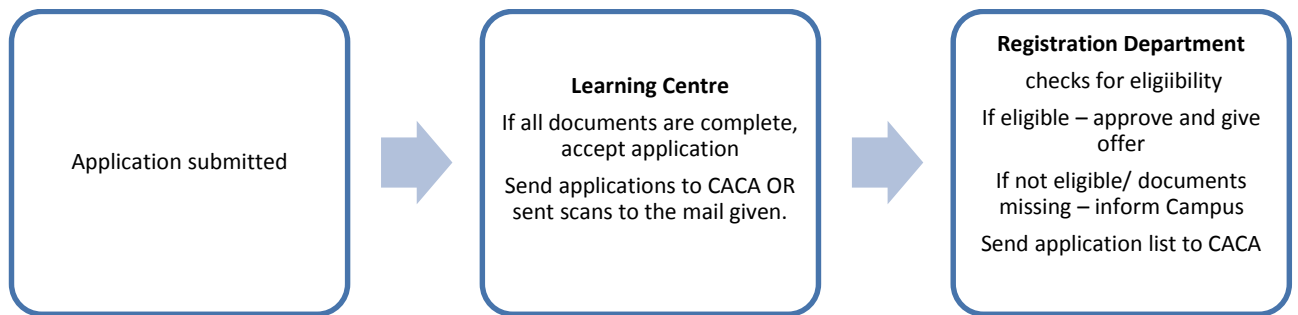 Application submitted
Learning Centre
If all documents are complete,
accept application
Send applications to CACA OR
sent scans to the mail given.
Registration Department
checks for eligiibility
If eligible – approve and give
offer
If not eligible/ documents
missing – inform Campus
Send application list to CACA